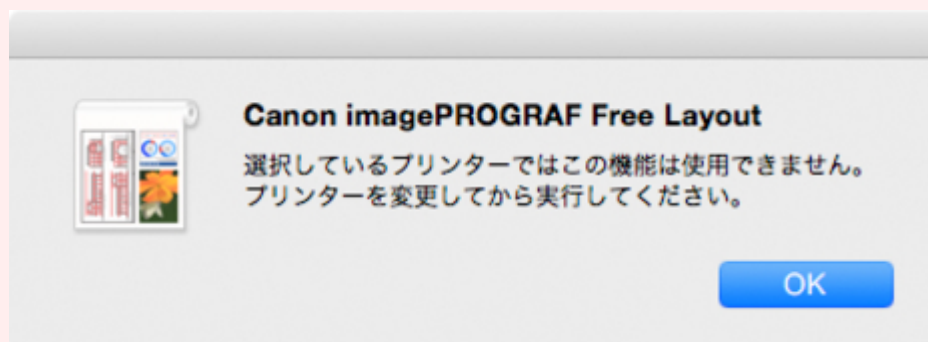 Canon imagePROGRAF Free Layout
選択しているプリンターではこの機能は使用できません。
プリンターを変更してから実行してください。
OK